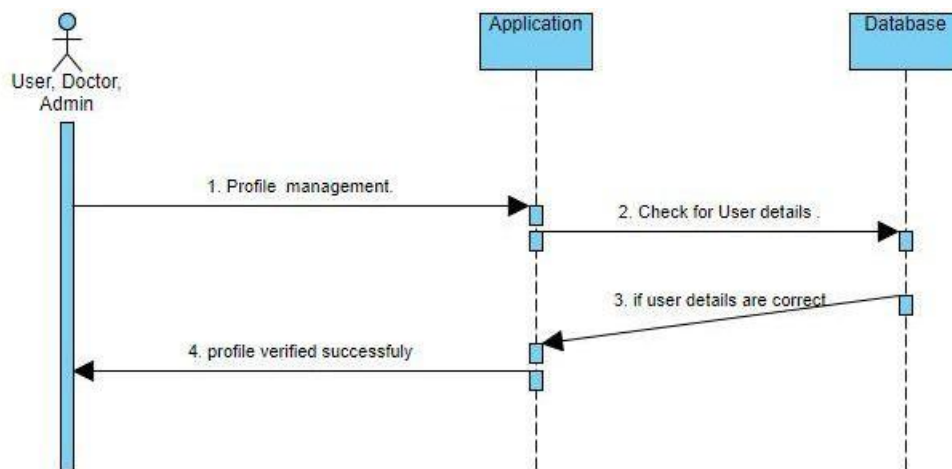 Application
Database
User, Doctor,
Admin
1. Profile management.
2. Check for User details .
3. if user details are correct
4. profile verified successfuly